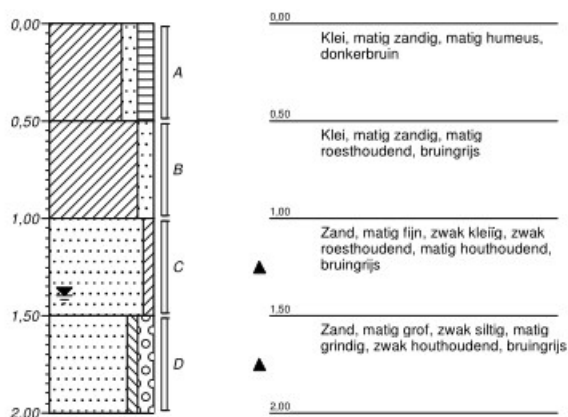 0,00
A
0,50
B
1,00
C
1,50
D
2,00
0.00
Klei, matig zandig, matig humeus,
donkerbruin
0.50
Klei, matig zandig, matig
roesthoudend, bruingrijs
1.00
Zand, matig fijn, zwak kleiïg, zwak
roesthoudend, matig houthoudend,
bruingrijs
1.50
Zand, matig grof, zwak siltig, matig
grindig, zwak houthoudend, bruingrijs
2.00